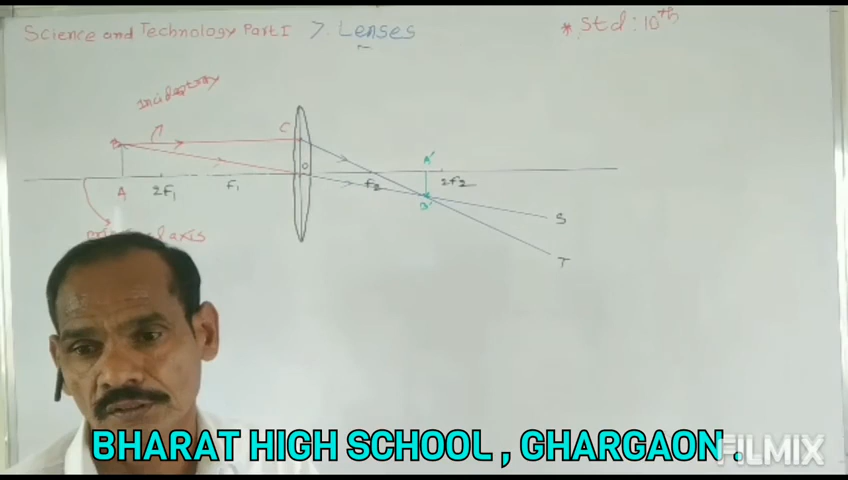 Science and Technology Part I 7. Lenses
* Std : 10th
Incident ray
C
B
A'
O
2F1
F1
F2
2F2
A
B'
S
T
axis
BHARAT HIGH SCHOOL , GHARGAON .
FILMIX